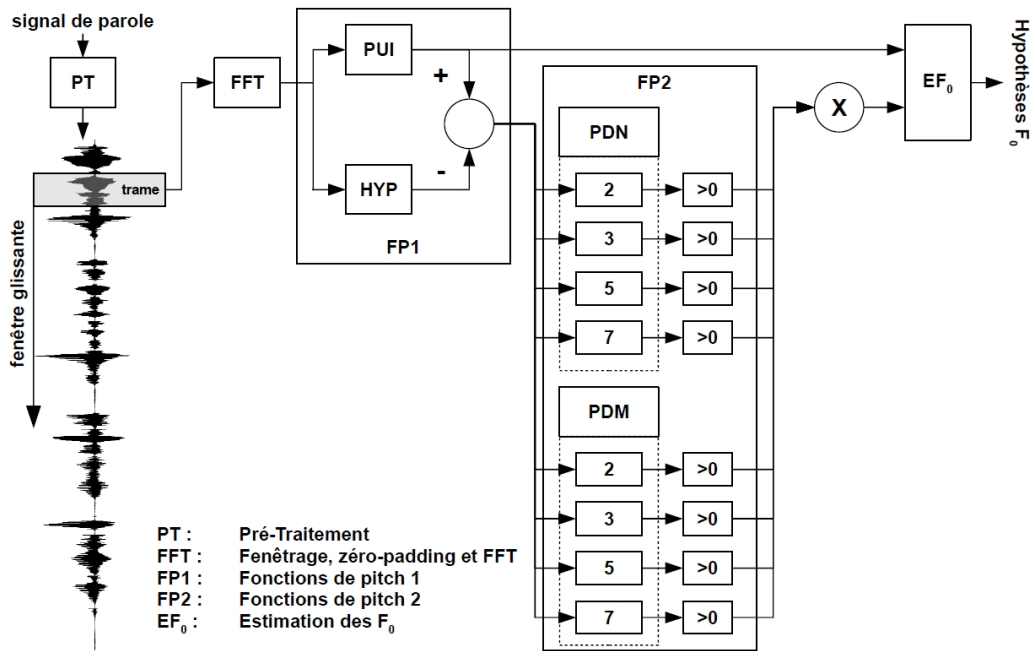 signal de parole
PT
trame
fenêtre glissante
FFT
PUI
+
HYP
-
FP1
FP2
PDN
2 >0
3 >0
5 >0
7 >0
PDM
2 >0
3 >0
5 >0
7 >0
X
EF₀
Hypothèses F₀
PT : Pré-Traitement
FFT : Fenêtrage, zéro-padding et FFT
FP1 : Fonctions de pitch 1
FP2 : Fonctions de pitch 2
EF₀ : Estimation des F₀